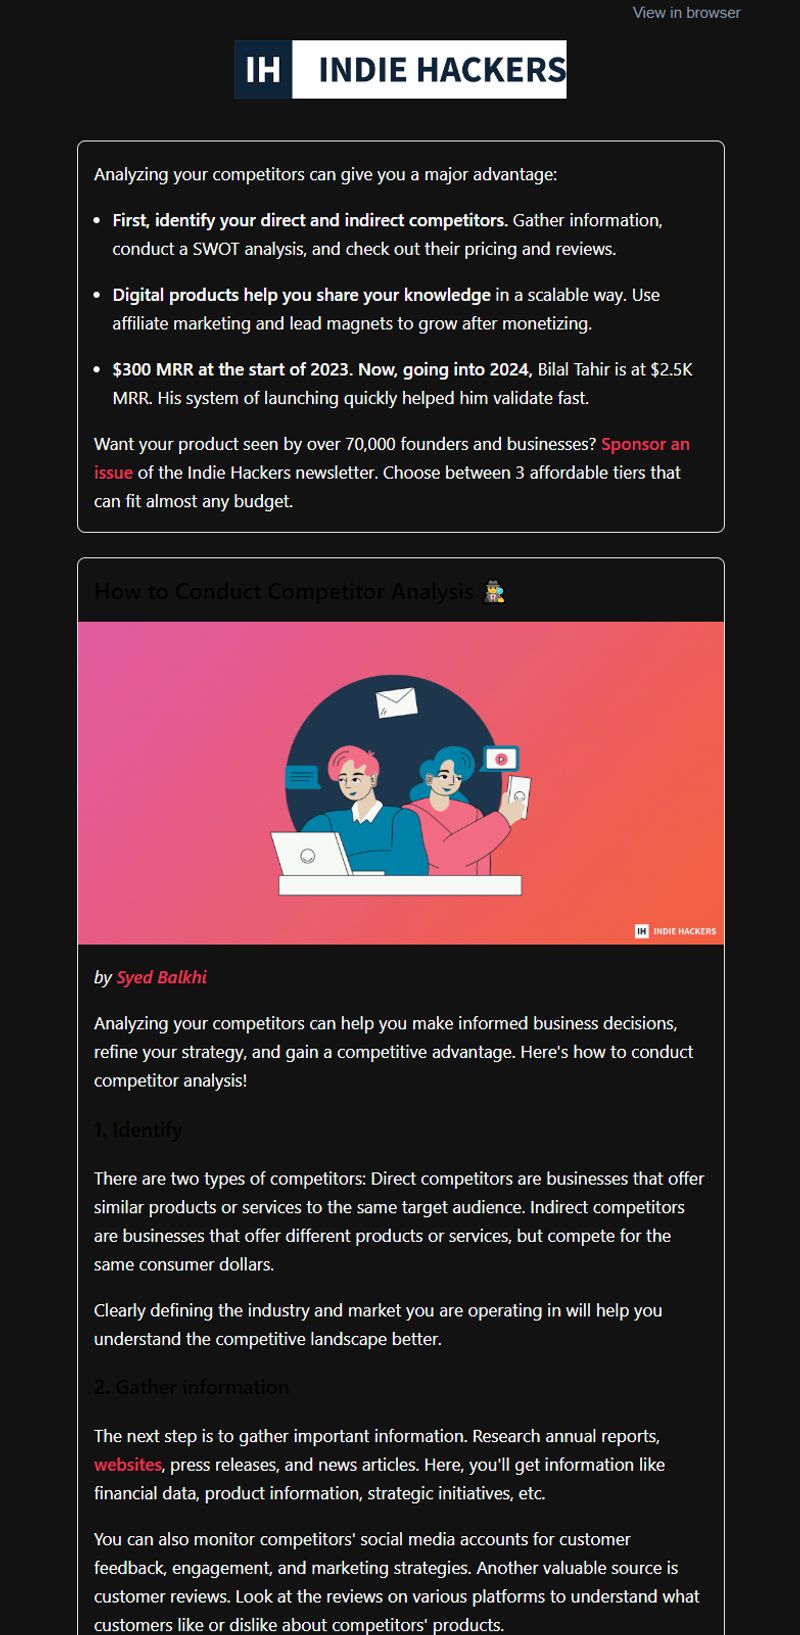 View in browser
IH INDIE HACKERS
Analyzing your competitors can give you a major advantage:
• First, identify your direct and indirect competitors. Gather information,
conduct a SWOT analysis, and check out their pricing and reviews.
• Digital products help you share your knowledge in a scalable way. Use
affiliate marketing and lead magnets to grow after monetizing.
• $300 MRR at the start of 2023. Now, going into 2024, Bilal Tahir is at $2.5K
MRR. His system of launching quickly helped him validate fast.
Want your product seen by over 70,000 founders and businesses? Sponsor an
issue of the Indie Hackers newsletter. Choose between 3 affordable tiers that
can fit almost any budget.
How to Conduct Competitor Analysis 🕵️
IH INDIE HACKERS
by Syed Balkhi
Analyzing your competitors can help you make informed business decisions,
refine your strategy, and gain a competitive advantage. Here's how to conduct
competitor analysis!
1. Identify
There are two types of competitors: Direct competitors are businesses that offer
similar products or services to the same target audience. Indirect competitors
are businesses that offer different products or services, but compete for the
same consumer dollars.
Clearly defining the industry and market you are operating in will help you
understand the competitive landscape better.
2. Gather information
The next step is to gather important information. Research annual reports,
websites, press releases, and news articles. Here, you'll get information like
financial data, product information, strategic initiatives, etc.
You can also monitor competitors' social media accounts for customer
feedback, engagement, and marketing strategies. Another valuable source is
customer reviews. Look at the reviews on various platforms to understand what
customers like or dislike about competitors' products.